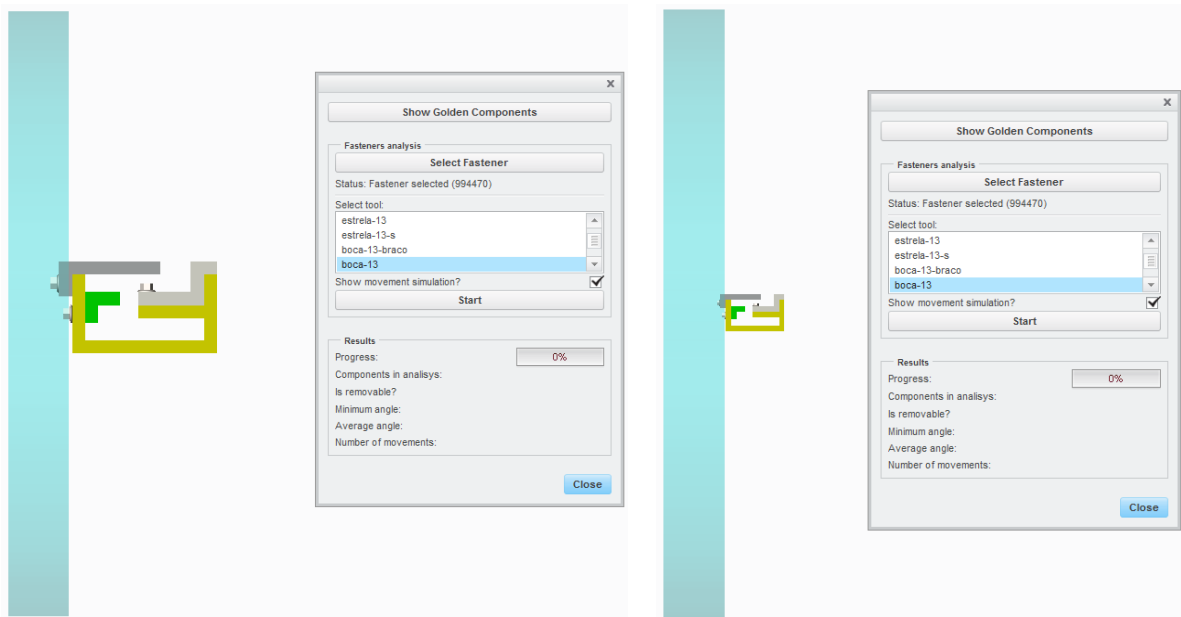 x
Show Golden Components
Fasteners analysis
Select Fastener
Status: Fastener selected (994470)
Select tool:
estrela-13
estrela-13-s
boca-13-braco
boca-13
Show movement simulation?
Start
Results
Progress: 0%
Components in analisys:
Is removable?
Minimum angle:
Average angle:
Number of movements:
Close
x
Show Golden Components
Fasteners analysis
Select Fastener
Status: Fastener selected (994470)
Select tool:
estrela-13
estrela-13-s
boca-13-braco
boca-13
Show movement simulation?
Start
Results
Progress: 0%
Components in analisys:
Is removable?
Minimum angle:
Average angle:
Number of movements:
Close